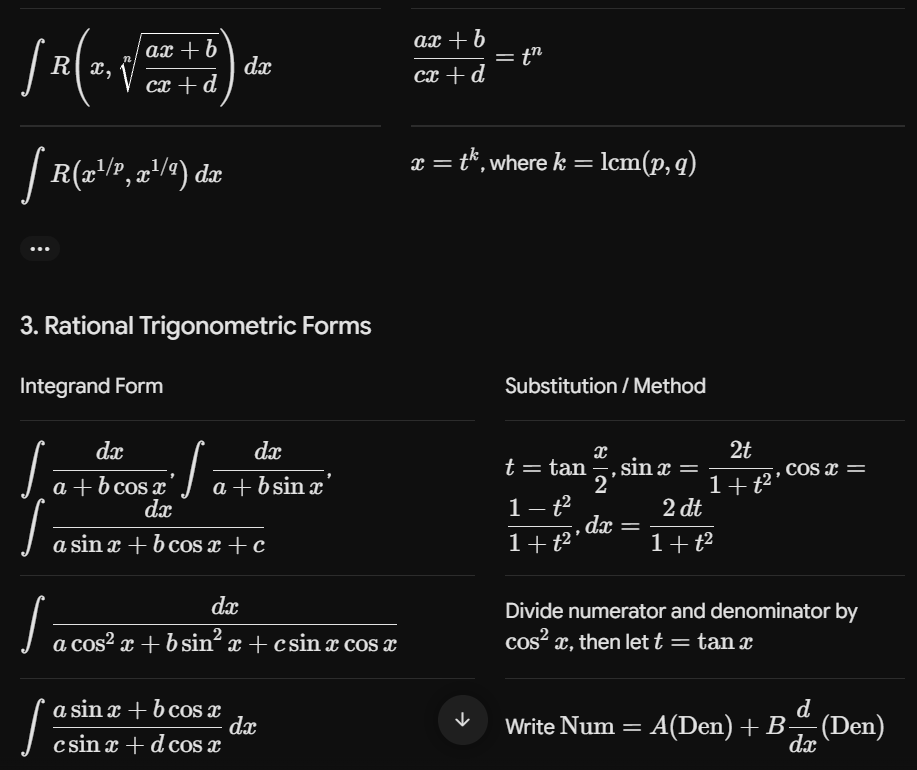 ∫ R(x, ⁿ√((ax + b)/(cx + d))) dx
(ax + b)/(cx + d) = tⁿ
∫ R(x^{1/p}, x^{1/q}) dx
x = t^k, where k = lcm(p, q)
•••
3. Rational Trigonometric Forms
Integrand Form
Substitution / Method
∫ dx/(a + b cos x), ∫ dx/(a + b sin x),
∫ dx/(a sin x + b cos x + c)
t = tan x/2, sin x = 2t/(1 + t²), cos x =
(1 − t²)/(1 + t²), dx = 2 dt/(1 + t²)
∫ dx/(a cos² x + b sin² x + c sin x cos x)
Divide numerator and denominator by
cos² x, then let t = tan x
∫ (a sin x + b cos x)/(c sin x + d cos x) dx
Write Num = A(Den) + B d/dx (Den)